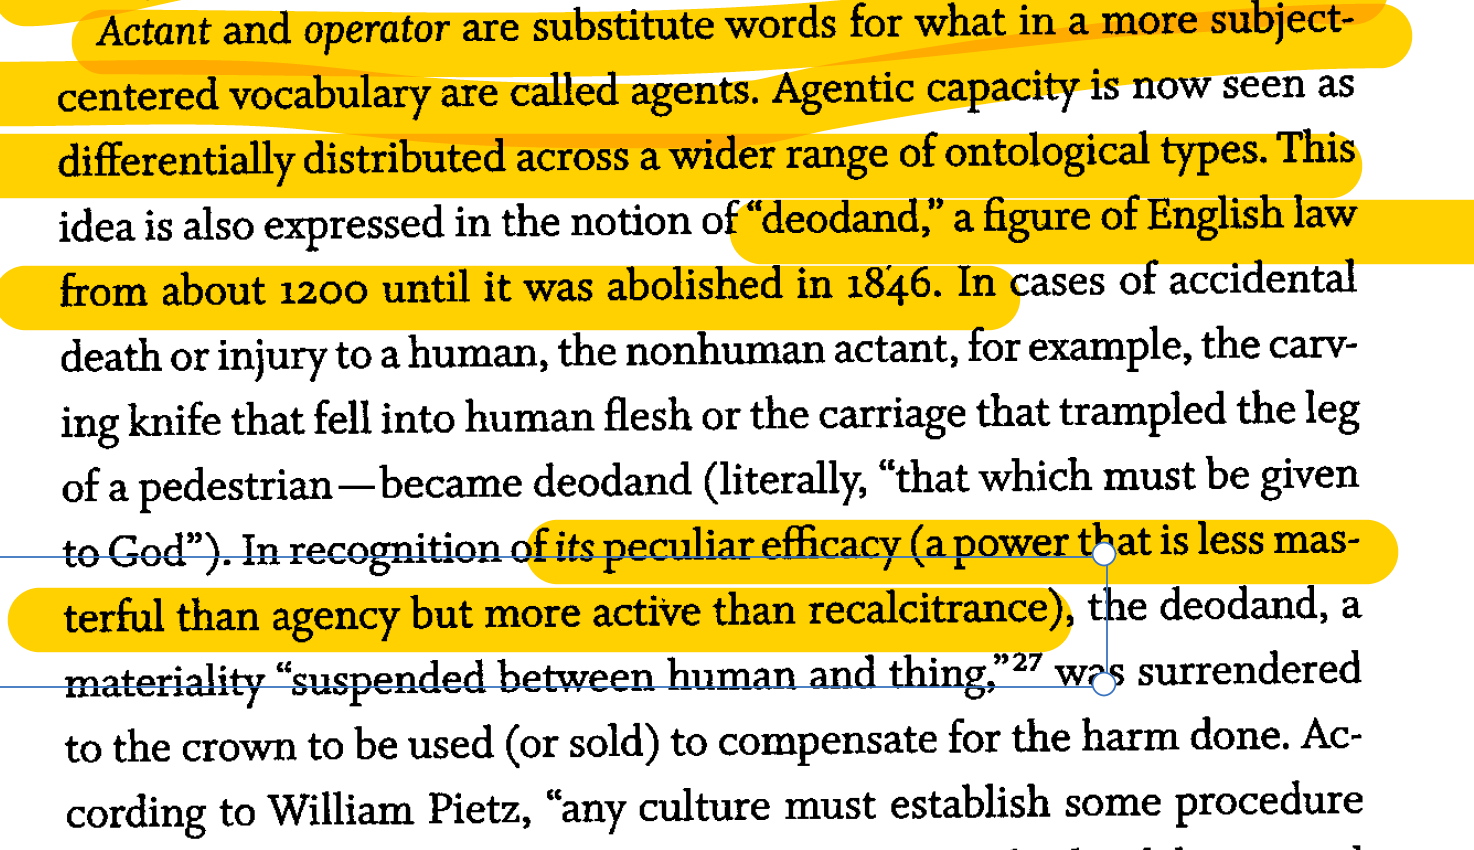 Actant and operator are substitute words for what in a more subject-
centered vocabulary are called agents. Agentic capacity is now seen as
differentially distributed across a wider range of ontological types. This
idea is also expressed in the notion of “deodand,” a figure of English law
from about 1200 until it was abolished in 1846. In cases of accidental
death or injury to a human, the nonhuman actant, for example, the carv-
ing knife that fell into human flesh or the carriage that trampled the leg
of a pedestrian—became deodand (literally, “that which must be given
to God”). In recognition of its peculiar efficacy (a power that is less mas-
terful than agency but more active than recalcitrance), the deodand, a
materiality “suspended between human and thing,”27 was surrendered
to the crown to be used (or sold) to compensate for the harm done. Ac-
cording to William Pietz, “any culture must establish some procedure